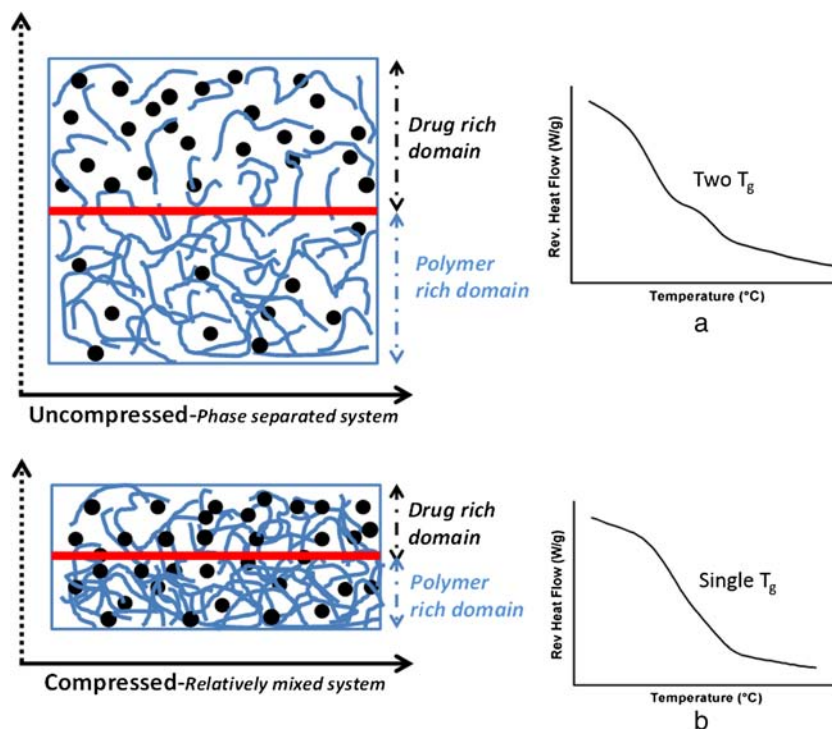 Drug rich
domain
Polymer
rich domain
Uncompressed-Phase separated system
Rev. Heat Flow (W/g)
Two Tg
Temperature (°C)
a
Drug rich
domain
Polymer
rich domain
Compressed-Relatively mixed system
Rev Heat Flow (W/g)
Single Tg
Temperature (°C)
b